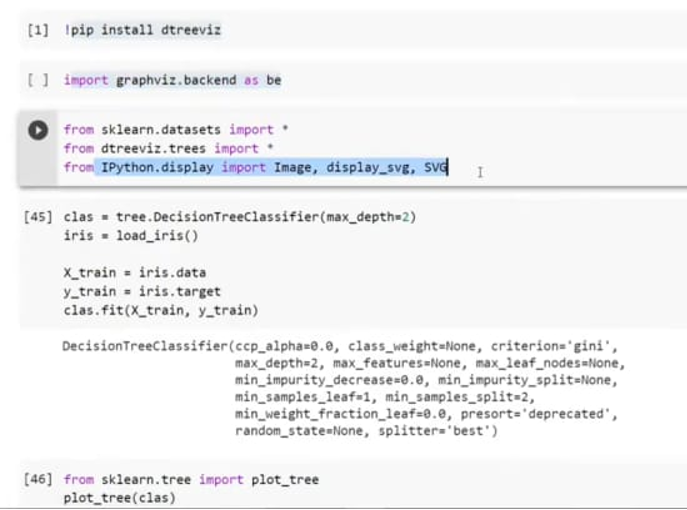 [1] !pip install dtreeviz
[ ] import graphviz.backend as be
from sklearn.datasets import *
from dtreeviz.trees import *
from IPython.display import Image, display_svg, SVG
[45] clas = tree.DecisionTreeClassifier(max_depth=2)
iris = load_iris()
X_train = iris.data
y_train = iris.target
clas.fit(X_train, y_train)
DecisionTreeClassifier(ccp_alpha=0.0, class_weight=None, criterion='gini',
max_depth=2, max_features=None, max_leaf_nodes=None,
min_impurity_decrease=0.0, min_impurity_split=None,
min_samples_leaf=1, min_samples_split=2,
min_weight_fraction_leaf=0.0, presort='deprecated',
random_state=None, splitter='best')
[46] from sklearn.tree import plot_tree
plot_tree(clas)